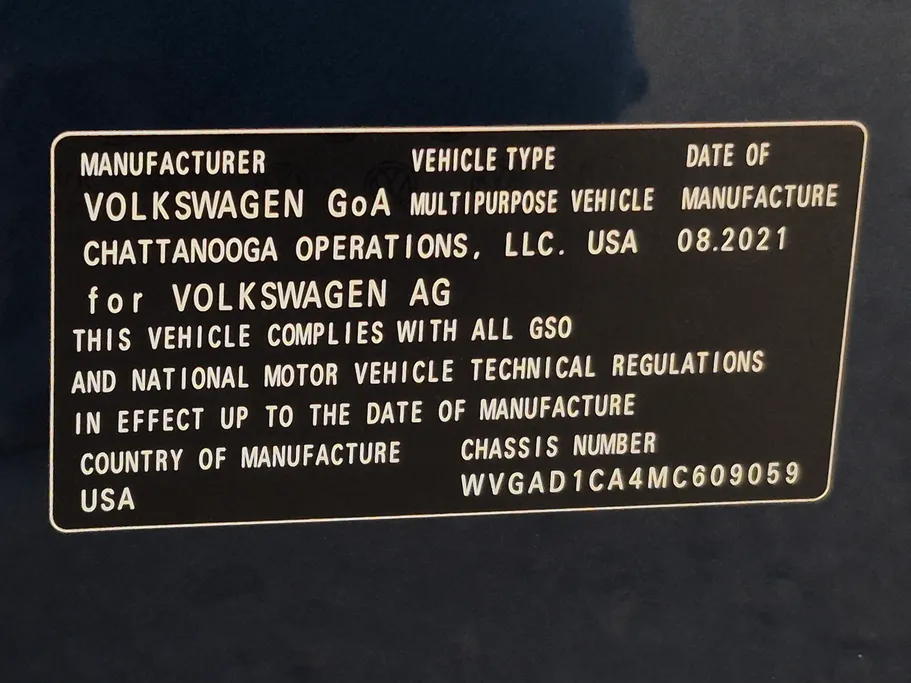 MANUFACTURER VEHICLE TYPE DATE OF
VOLKSWAGEN GoA MULTIPURPOSE VEHICLE MANUFACTURE
CHATTANOOGA OPERATIONS, LLC. USA 08.2021
for VOLKSWAGEN AG
THIS VEHICLE COMPLIES WITH ALL GSO
AND NATIONAL MOTOR VEHICLE TECHNICAL REGULATIONS
IN EFFECT UP TO THE DATE OF MANUFACTURE
COUNTRY OF MANUFACTURE CHASSIS NUMBER
USA WVGAD1CA4MC609059